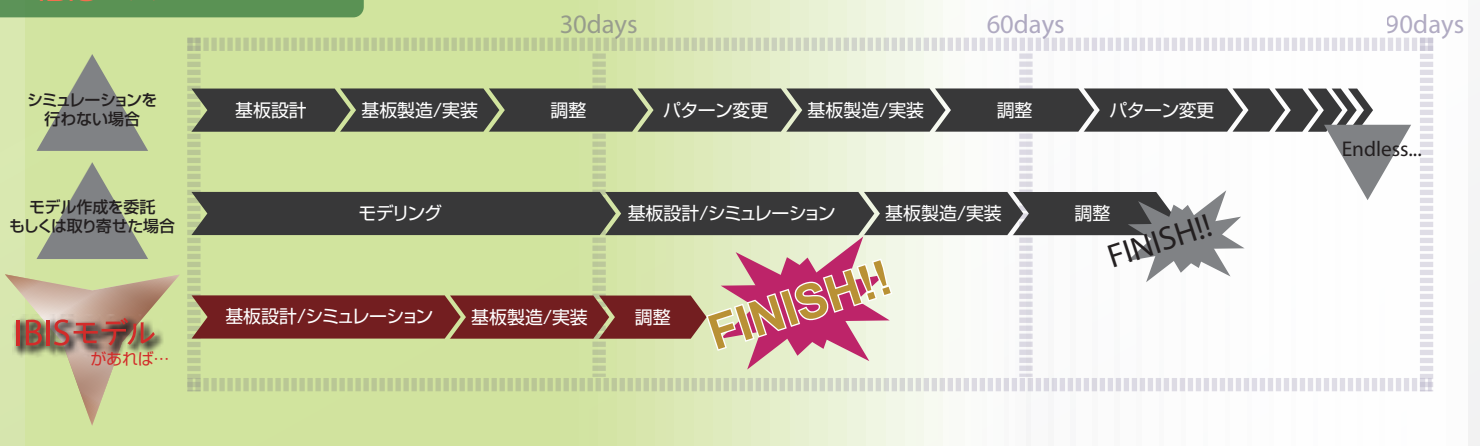 30days
60days
90days
シミュレーションを
行わない場合
基板設計
基板製造/実装
調整
パターン変更
基板製造/実装
調整
パターン変更
Endless...
モデル作成を委託
もしくは取り寄せた場合
モデリング
基板設計/シミュレーション
基板製造/実装
調整
FINISH!!
IBISモデル
があれば…
基板設計/シミュレーション
基板製造/実装
調整
FINISH!!